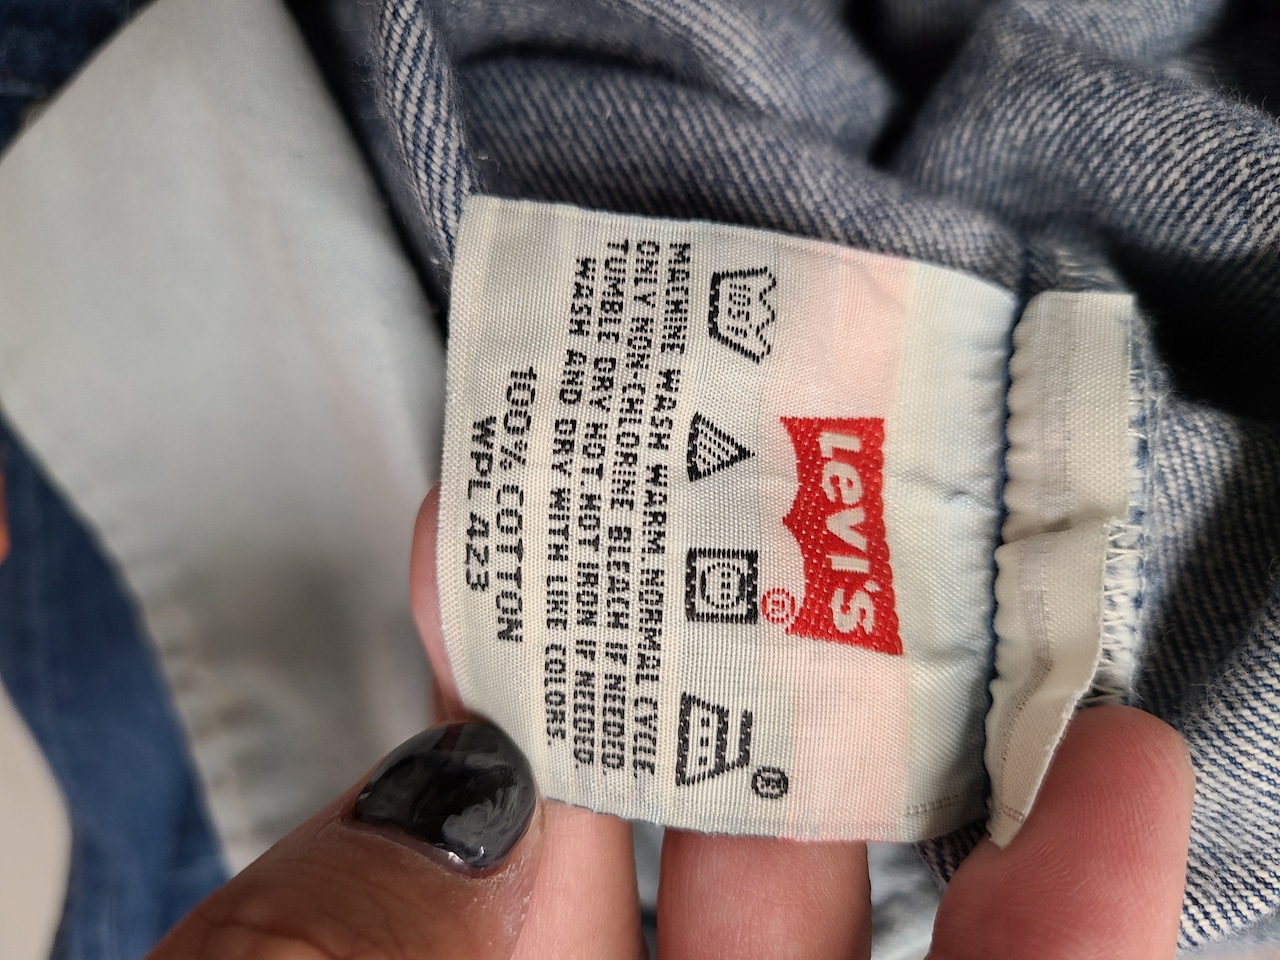 Levi's®
105F
®
MACHINE WASH WARM, NORMAL CYCLE.
ONLY NON-CHLORINE BLEACH IF NEEDED.
TUMBLE DRY HOT. HOT IRON IF NEEDED.
WASH AND DRY WITH LIKE COLORS.
100% COTTON
WPL 423